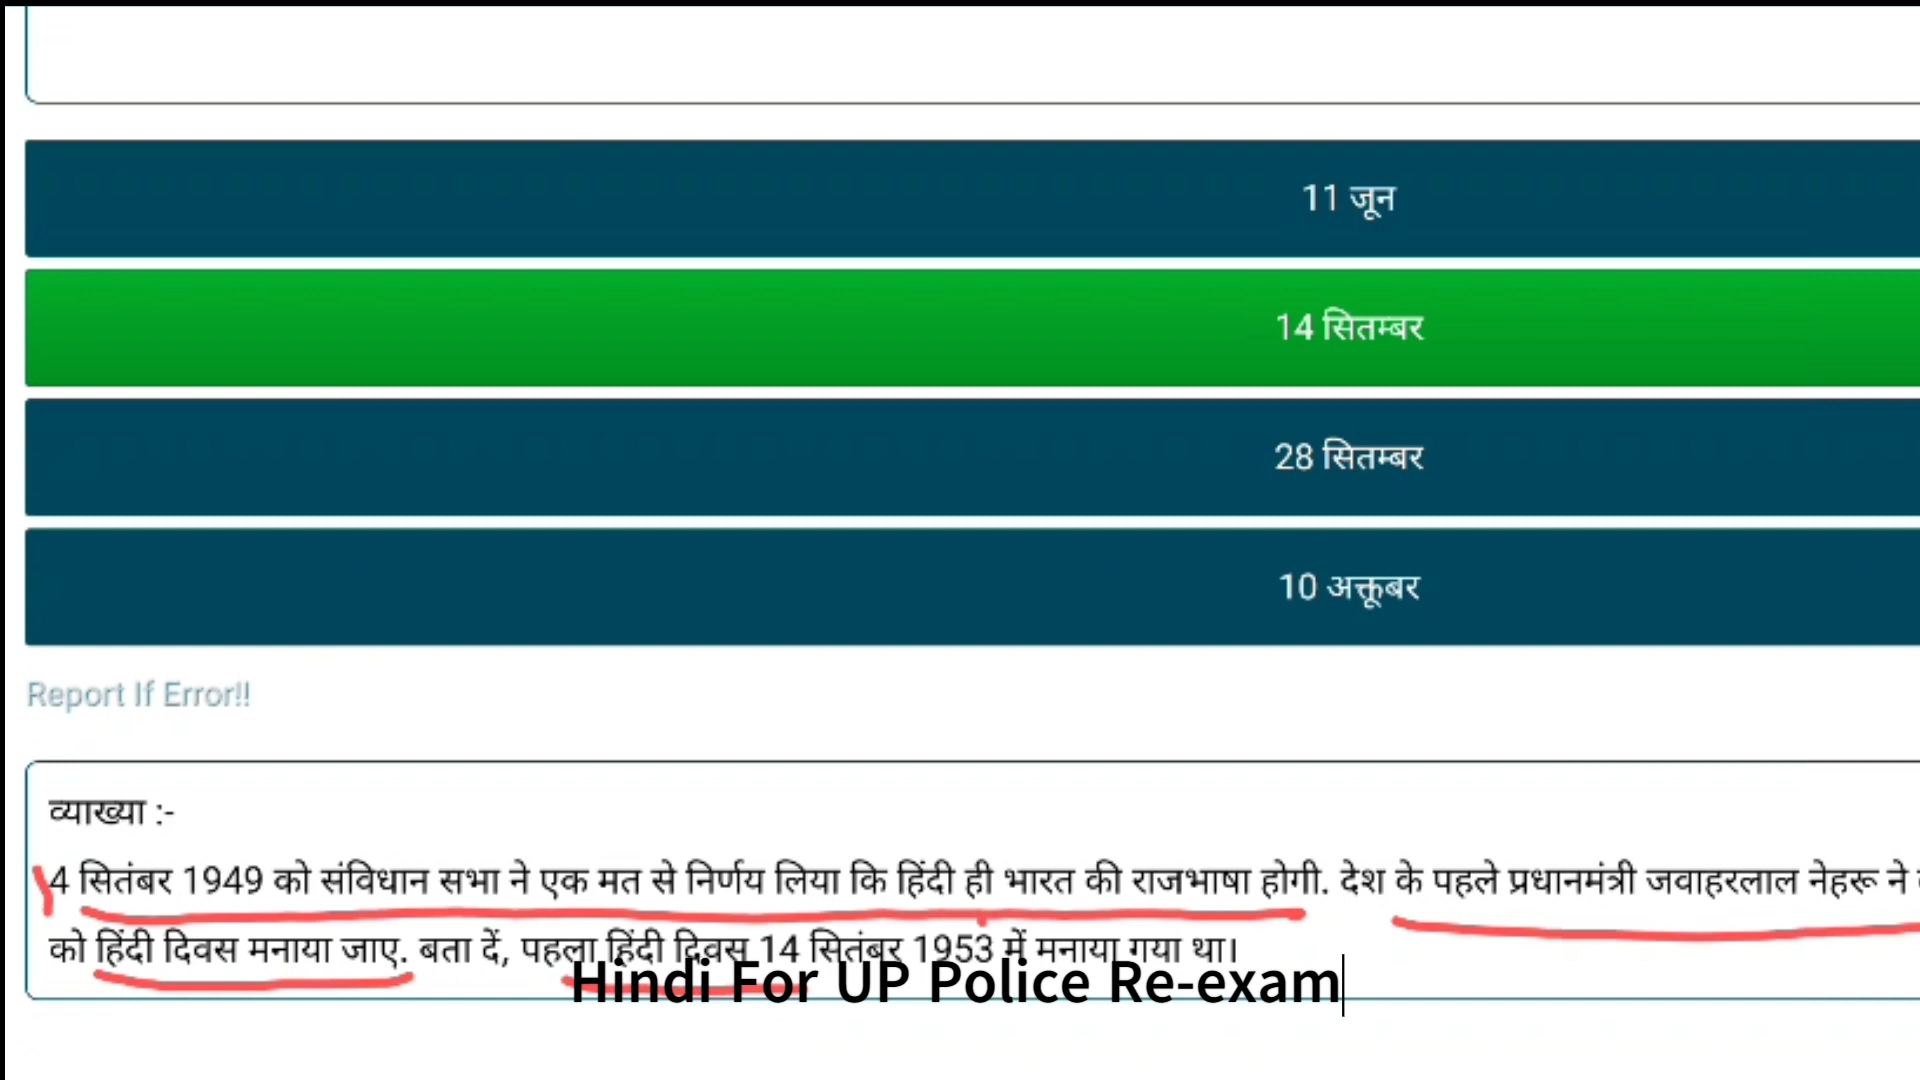 11 जून
14 सितम्बर
28 सितम्बर
10 अक्तूबर
Report If Error!!
व्याख्या :-
4 सितंबर 1949 को संविधान सभा ने एक मत से निर्णय लिया कि हिंदी ही भारत की राजभाषा होगी. देश के पहले प्रधानमंत्री जवाहरलाल नेहरू ने
को हिंदी दिवस मनाया जाए. बता दें, पहला हिंदी दिवस 14 सितंबर 1953 में मनाया गया था।
Hindi For UP Police Re-exam